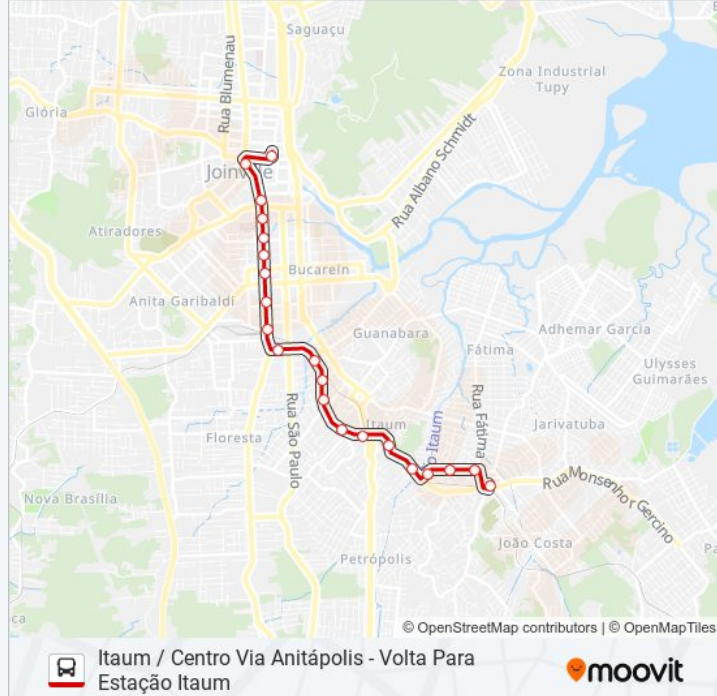 Saguaçu
Zona Industrial
Tupy
Rua Blumenau
Glória
Rua Albano Schmidt
Atiradores
Bucarein
Anita Garibaldi
Guanabara
Adhemar Garcia
Fátima
Ulysses
Guimarães
Rua São Paulo
Itaum
Rua Fátima
Jarivatuba
Floresta
Itaum
Rua Monsenhor Gercino
Nova Brasília
João Costa
Petrópolis
© OpenStreetMap contributors | © OpenMapTiles
Itaum / Centro Via Anitápolis - Volta Para
Estação Itaum
moovit